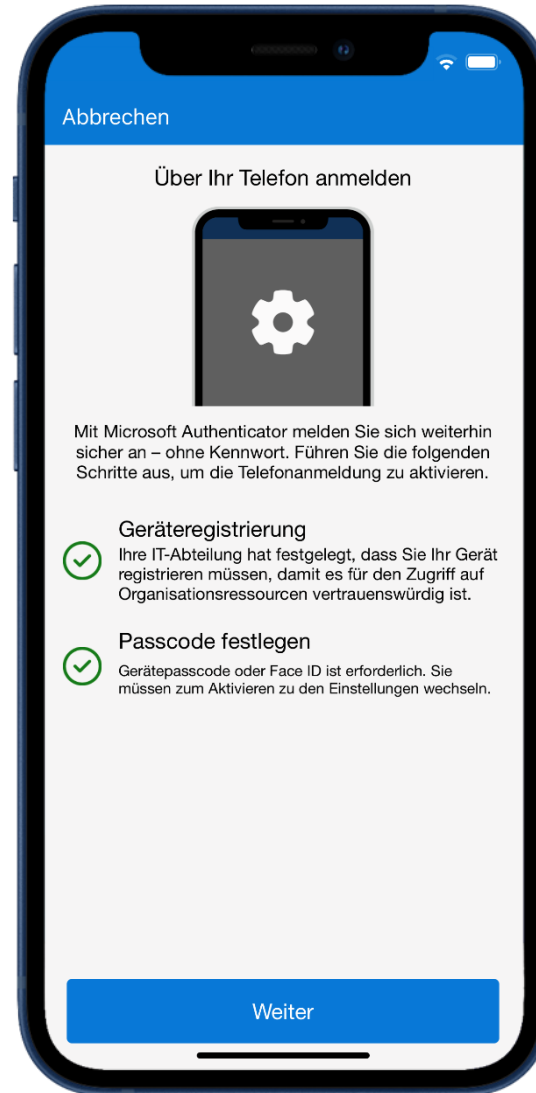 Abbrechen
Über Ihr Telefon anmelden
Mit Microsoft Authenticator melden Sie sich weiterhin
sicher an – ohne Kennwort. Führen Sie die folgenden
Schritte aus, um die Telefonanmeldung zu aktivieren.
Geräteregistrierung
Ihre IT-Abteilung hat festgelegt, dass Sie Ihr Gerät
registrieren müssen, damit es für den Zugriff auf
Organisationsressourcen vertrauenswürdig ist.
Passcode festlegen
Gerätepasscode oder Face ID ist erforderlich. Sie
müssen zum Aktivieren zu den Einstellungen wechseln.
Weiter